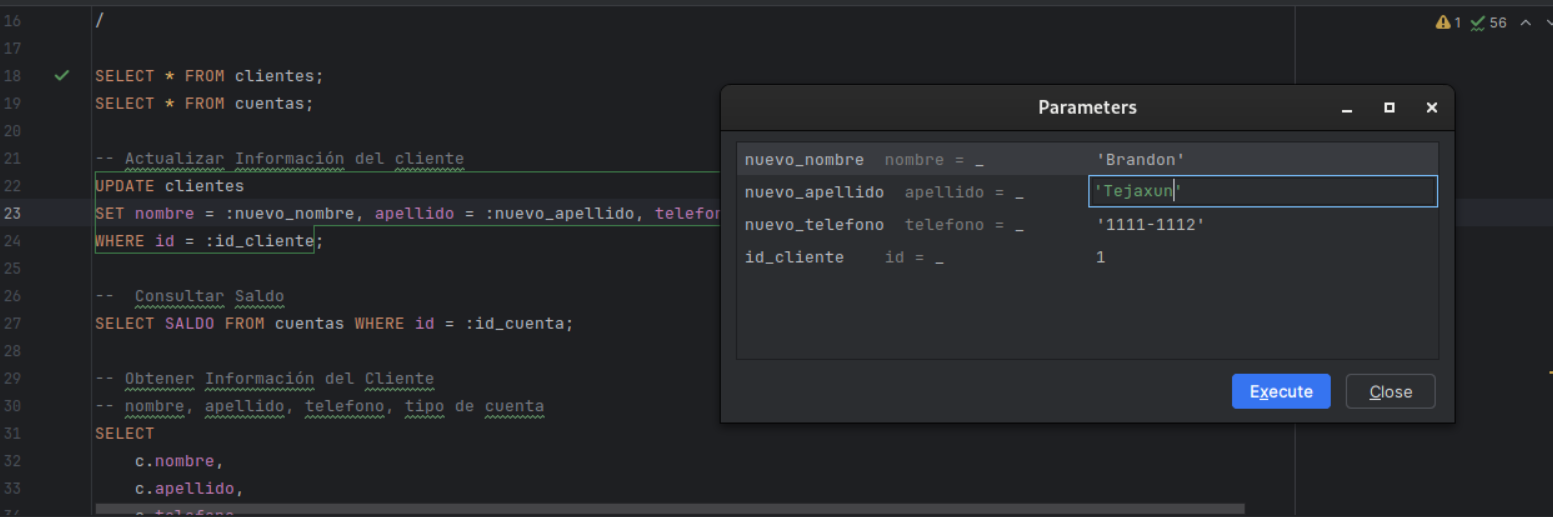 1 56
16 /
17
18 SELECT * FROM clientes;
19 SELECT * FROM cuentas;
20
21 -- Actualizar Información del cliente
22 UPDATE clientes
23 SET nombre = :nuevo_nombre, apellido = :nuevo_apellido, telefon
24 WHERE id = :id_cliente;
25
26 --  Consultar Saldo
27 SELECT SALDO FROM cuentas WHERE id = :id_cuenta;
28
29 -- Obtener Información del Cliente
30 -- nombre, apellido, telefono, tipo de cuenta
31 SELECT
32 c.nombre,
33 c.apellido,
34 c.telefono
Parameters
nuevo_nombre nombre = _ 'Brandon'
nuevo_apellido apellido = _ 'Tejaxun'
nuevo_telefono telefono = _ '1111-1112'
id_cliente id = _ 1
Execute Close